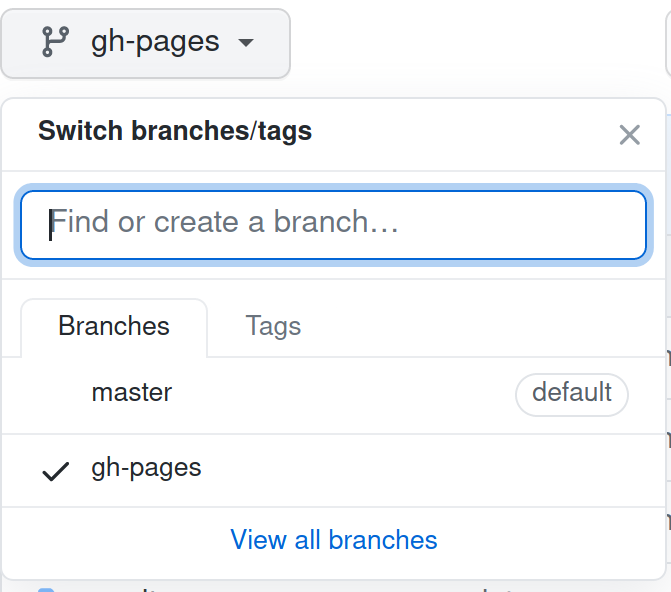 gh-pages
Switch branches/tags
Find or create a branch…
Branches Tags
master default
gh-pages
View all branches